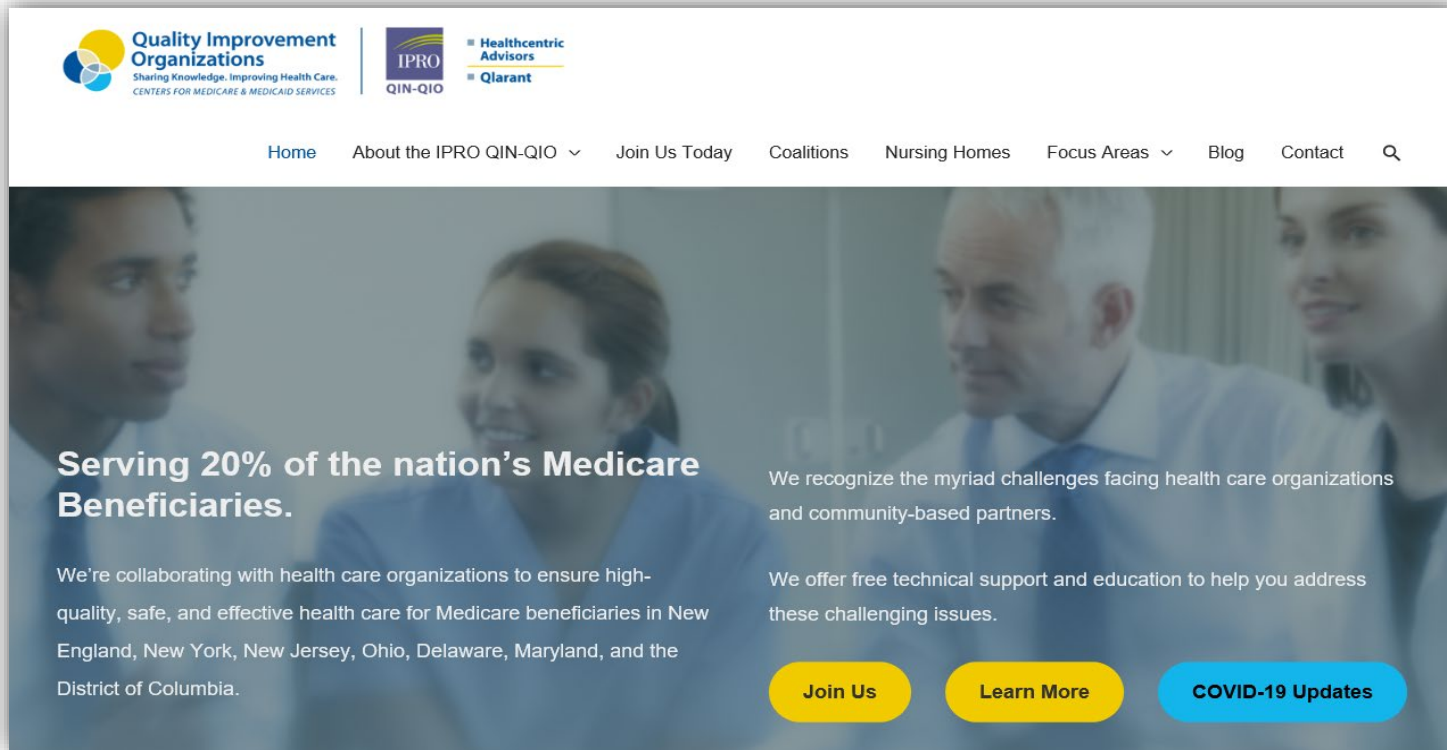 Quality Improvement
Organizations
Sharing Knowledge. Improving Health Care.
CENTERS FOR MEDICARE & MEDICAID SERVICES
IPRO
QIN-QIO
Healthcentric
Advisors
Qlarant
Home About the IPRO QIN-QIO Join Us Today Coalitions Nursing Homes Focus Areas Blog Contact
Serving 20% of the nation’s Medicare
Beneficiaries.
We’re collaborating with health care organizations to ensure high-
quality, safe, and effective health care for Medicare beneficiaries in New
England, New York, New Jersey, Ohio, Delaware, Maryland, and the
District of Columbia.
We recognize the myriad challenges facing health care organizations
and community-based partners.
We offer free technical support and education to help you address
these challenging issues.
Join Us Learn More COVID-19 Updates